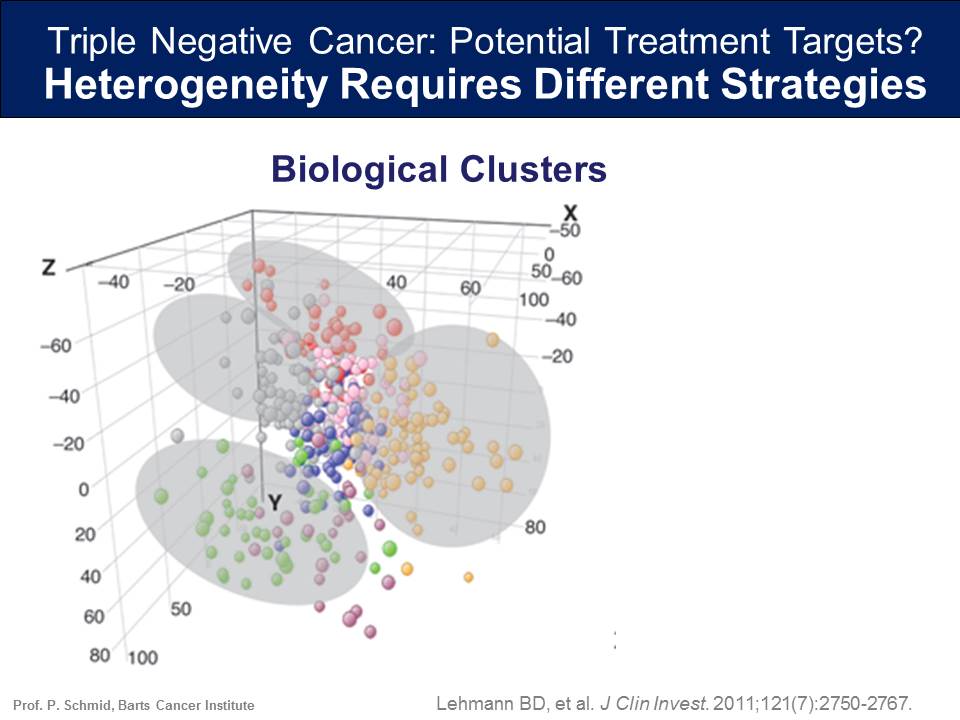 Triple Negative Cancer: Potential Treatment Targets?
Heterogeneity Requires Different Strategies
Biological Clusters
X
Z
Y
-50
0
50
100
-60
-40
-20
-40
-20
40
60
80
-60
-40
-20
0
20
40
60
80
100
50
Prof. P. Schmid, Barts Cancer Institute
Lehmann BD, et al. J Clin Invest. 2011;121(7):2750-2767.